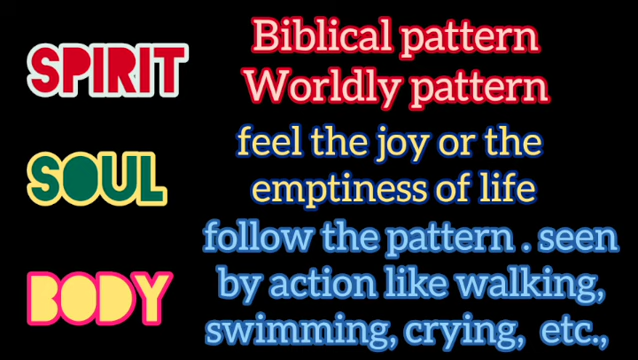 SPIRIT
Biblical pattern
Worldly pattern
SOUL
feel the joy or the
emptiness of life
BODY
follow the pattern . seen
by action like walking,
swimming, crying, etc.,